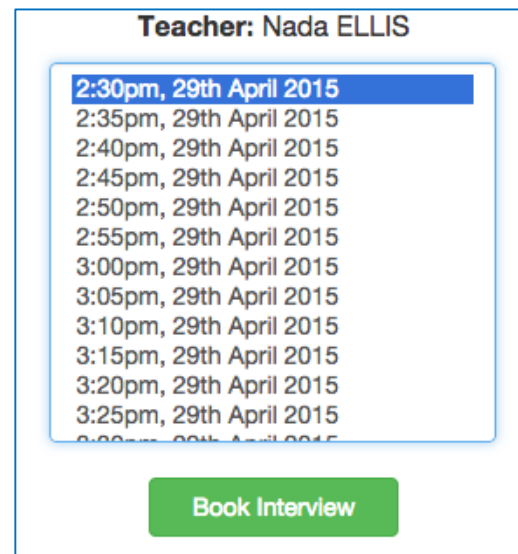 Teacher: Nada ELLIS
2:30pm, 29th April 2015
2:35pm, 29th April 2015
2:40pm, 29th April 2015
2:45pm, 29th April 2015
2:50pm, 29th April 2015
2:55pm, 29th April 2015
3:00pm, 29th April 2015
3:05pm, 29th April 2015
3:10pm, 29th April 2015
3:15pm, 29th April 2015
3:20pm, 29th April 2015
3:25pm, 29th April 2015
Book Interview